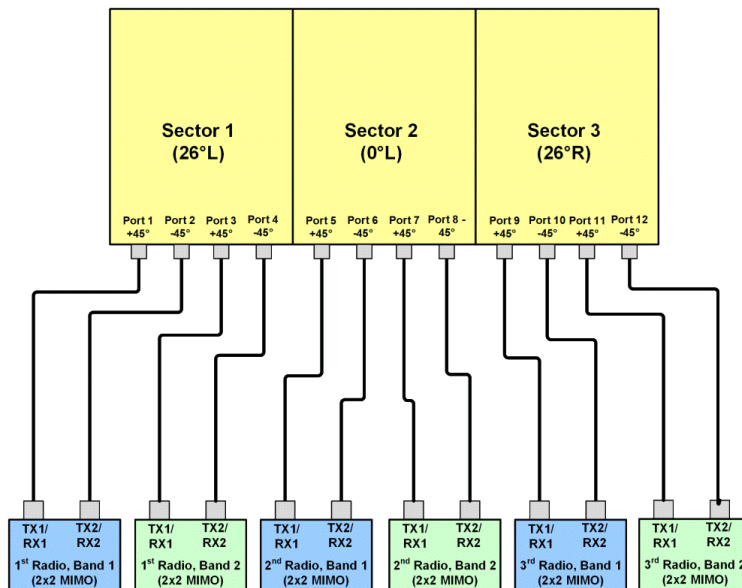 Sector 1
(26°L)
Sector 2
(0°L)
Sector 3
(26°R)
Port 1
+45°
Port 2
-45°
Port 3
+45°
Port 4
-45°
Port 5
+45°
Port 6
-45°
Port 7
+45°
Port 8 -
45°
Port 9
+45°
Port 10
-45°
Port 11
+45°
Port 12
-45°
TX1/
RX1
TX2/
RX2
1st Radio, Band 1
(2x2 MIMO)
TX1/
RX1
TX2/
RX2
1st Radio, Band 2
(2x2 MIMO)
TX1/
RX1
TX2/
RX2
2nd Radio, Band 1
(2x2 MIMO)
TX1/
RX1
TX2/
RX2
2nd Radio, Band 2
(2x2 MIMO)
TX1/
RX1
TX2/
RX2
3rd Radio, Band 1
(2x2 MIMO)
TX1/
RX1
TX2/
RX2
3rd Radio, Band 2
(2x2 MIMO)